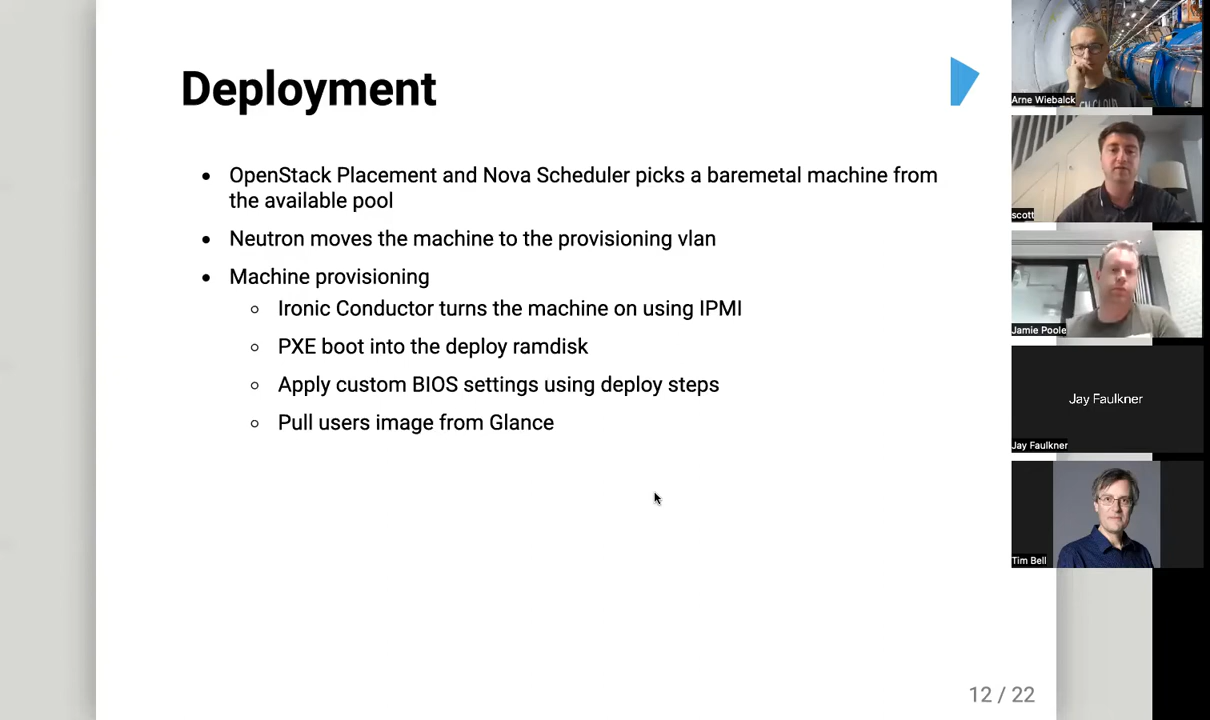 Deployment
OpenStack Placement and Nova Scheduler picks a baremetal machine from
the available pool
Neutron moves the machine to the provisioning vlan
Machine provisioning
Ironic Conductor turns the machine on using IPMI
PXE boot into the deploy ramdisk
Apply custom BIOS settings using deploy steps
Pull users image from Glance
12 / 22
Arne Wiebalck
scott
Jamie Poole
Jay Faulkner
Jay Faulkner
Tim Bell